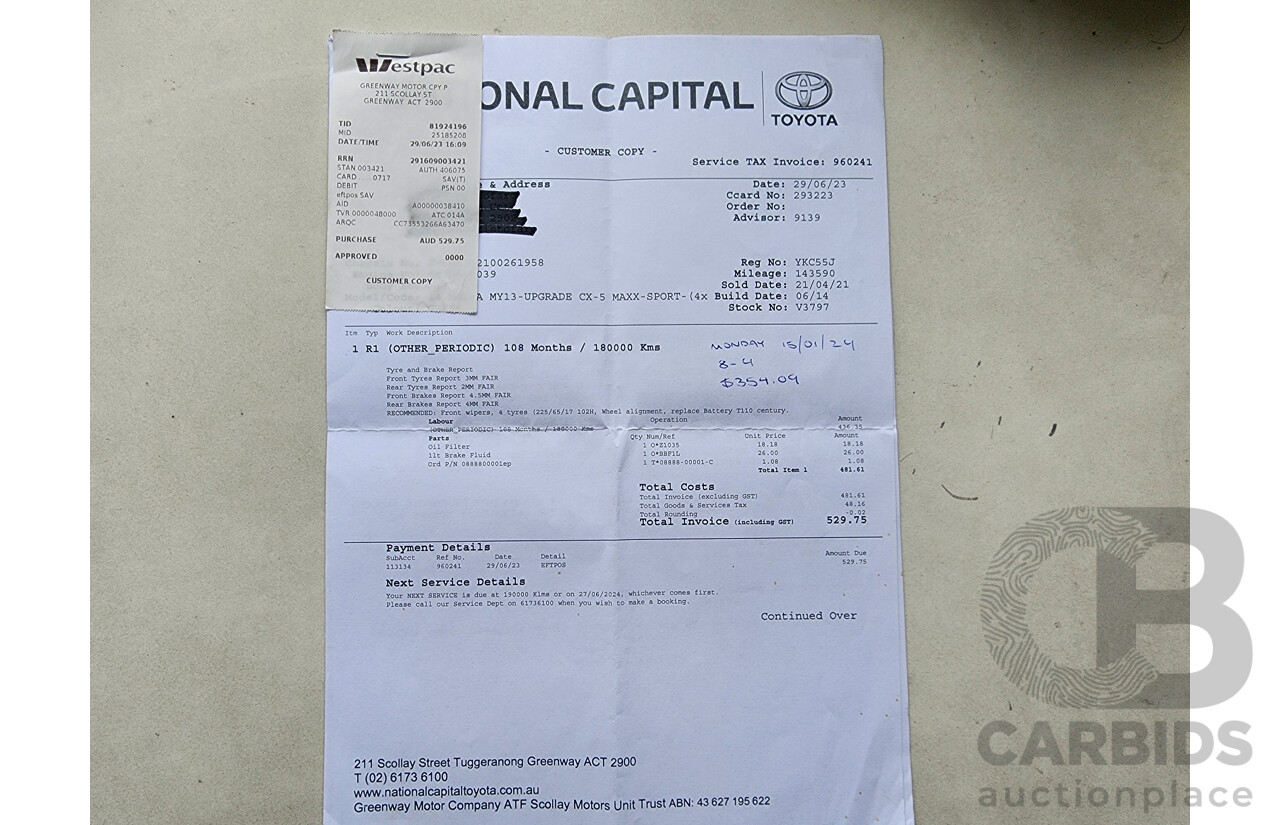 Westpac
GREENWAY MOTOR CPY P
211 SCOLLAY ST
GREENWAY ACT 2900
TID 81924196
MID 25185208
DATE/TIME 29/06/23 16:09
RRN 291609003421
STAN 003421 AUTH 406075
CARD 0717 SAV(T)
DEBIT PSN 00
eftpos SAV
AID A00000038410
TVR 0000048000 ATC 014A
ARQC CC73553266A63470
PURCHASE AUD 529.75
APPROVED 0000
CUSTOMER COPY
ONAL CAPITAL
TOYOTA
- CUSTOMER COPY -
Service TAX Invoice: 960241
& Address
Date: 29/06/23
Ccard No: 293223
Order No:
Advisor: 9139
2100261958
039
Reg No: YKC55J
Mileage: 143590
Sold Date: 21/04/21
A MY13-UPGRADE CX-5 MAXX-SPORT-(4x Build Date: 06/14
Stock No: V3797
Itm Typ Work Description
1 R1 (OTHER_PERIODIC) 108 Months / 180000 Kms
MONDAY 15/01/24
8-4
$354.09
Tyre and Brake Report
Front Tyres Report 3MM FAIR
Rear Tyres Report 2MM FAIR
Front Brakes Report 4.5MM FAIR
Rear Brakes Report 4MM FAIR
RECOMMENDED: Front wipers, 4 tyres (225/65/17 102H, Wheel alignment, replace Battery T110 century.
Labour Operation Amount
(OTHER_PERIODIC) 108 Months / 180000 Kms 436.35
Parts Qty Num/Ref Unit Price Amount
Oil Filter 1 O*Z1035 18.18 18.18
1lt Brake Fluid 1 O*BBF1L 26.00 26.00
Ord P/N 0888800001ep 1 T*08888-00001-C 1.08 1.08
Total Item 1 481.61
Total Costs
Total Invoice (excluding GST) 481.61
Total Goods & Services Tax 48.16
Total Rounding -0.02
Total Invoice (including GST) 529.75
Payment Details
SubAcct Ref No. Date Detail Amount Due
113134 960241 29/06/23 EFTPOS 529.75
Next Service Details
Your NEXT SERVICE is due at 190000 Klms or on 27/06/2024, whichever comes first.
Please call our Service Dept on 61736100 when you wish to make a booking.
Continued Over
211 Scollay Street Tuggeranong Greenway ACT 2900
T (02) 6173 6100
www.nationalcapitaltoyota.com.au
Greenway Motor Company ATF Scollay Motors Unit Trust ABN: 43 627 195 622
CB
CARBIDS
auctionplace